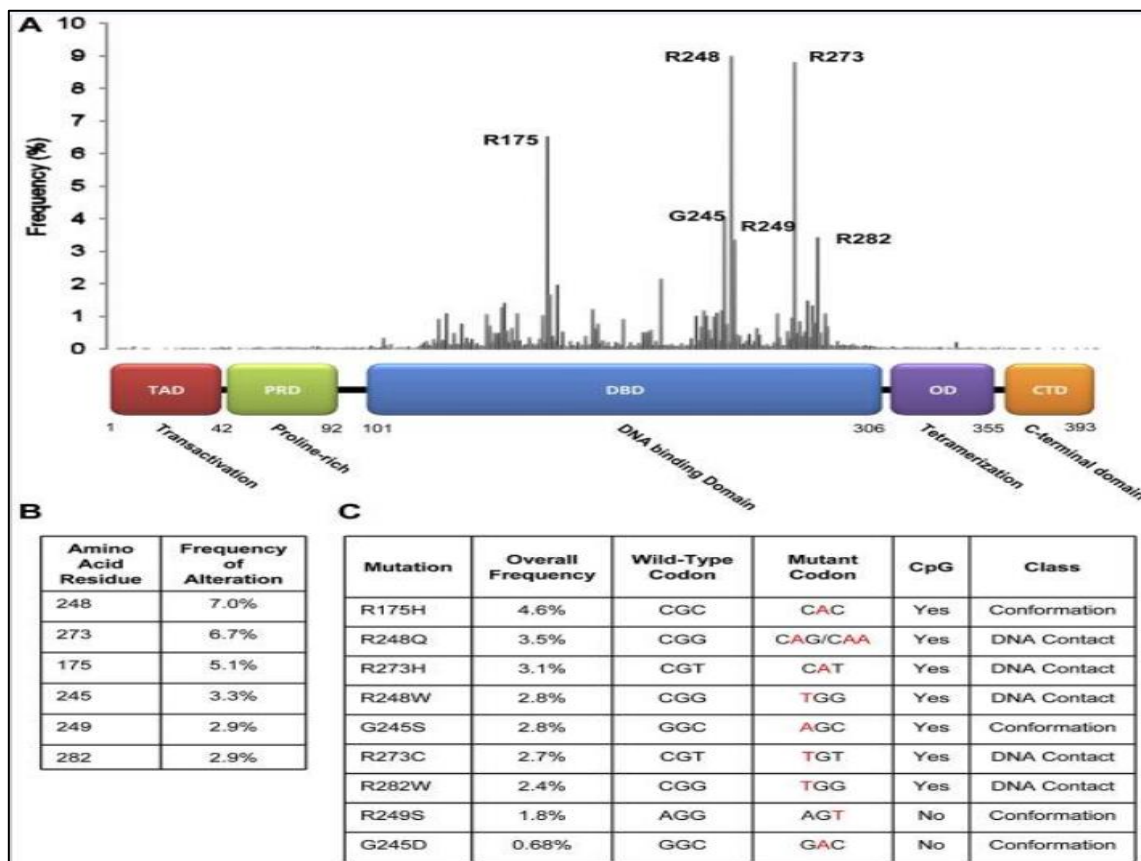 A
Frequency (%)
10
9
8
7
6
5
4
3
2
1
0
R175
R248
R273
G245
R249
R282
TAD
PRD
DBD
OD
CTD
1
42
92
101
306
355
393
Transactivation
Proline-rich
DNA binding Domain
Tetramerization
C-terminal domain
B
Amino Acid Residue Frequency of Alteration
248 7.0%
273 6.7%
175 5.1%
245 3.3%
249 2.9%
282 2.9%
C
Mutation Overall Frequency Wild-Type Codon Mutant Codon CpG Class
R175H 4.6% CGC CAC Yes Conformation
R248Q 3.5% CGG CAG/CAA Yes DNA Contact
R273H 3.1% CGT CAT Yes DNA Contact
R248W 2.8% CGG TGG Yes DNA Contact
G245S 2.8% GGC AGC Yes Conformation
R273C 2.7% CGT TGT Yes DNA Contact
R282W 2.4% CGG TGG Yes DNA Contact
R249S 1.8% AGG AGT No Conformation
G245D 0.68% GGC GAC No Conformation